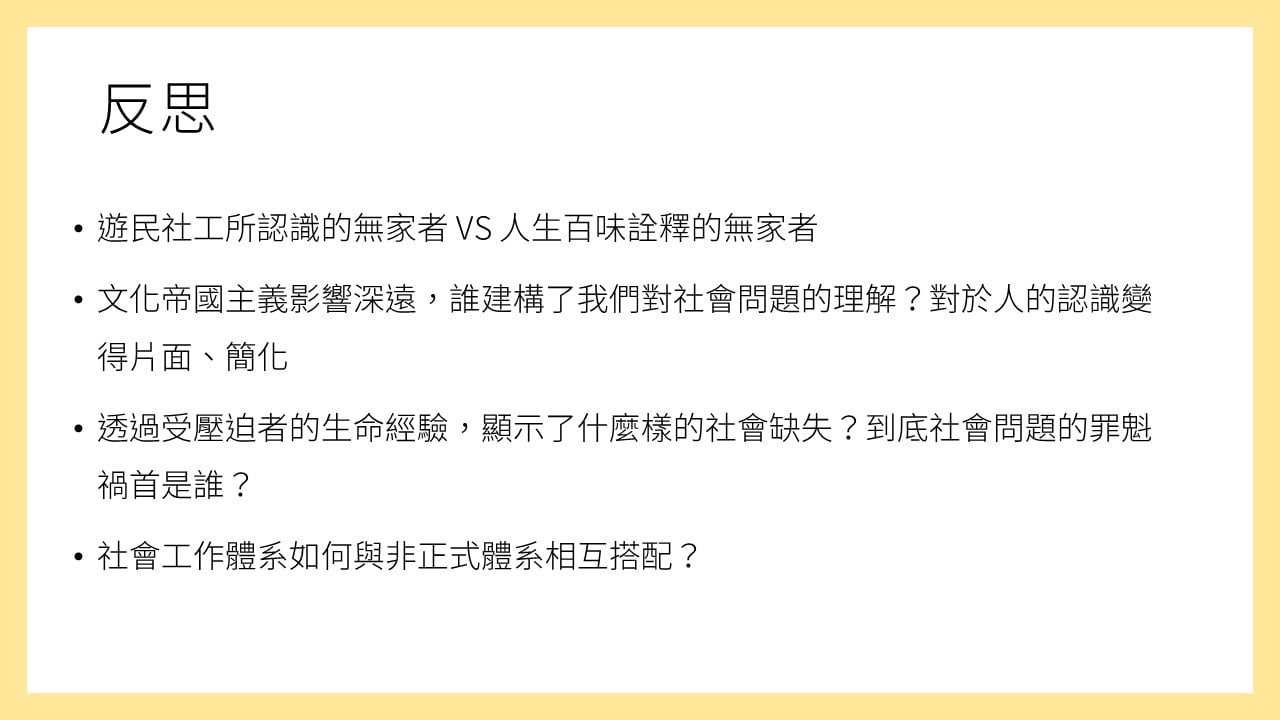 反思
• 遊民社工所認識的無家者 VS 人生百味詮釋的無家者
• 文化帝國主義影響深遠，誰建構了我們對社會問題的理解？對於人的認識變
得片面、簡化
• 透過受壓迫者的生命經驗，顯示了什麼樣的社會缺失？到底社會問題的罪魁
禍首是誰？
• 社會工作體系如何與非正式體系相互搭配？